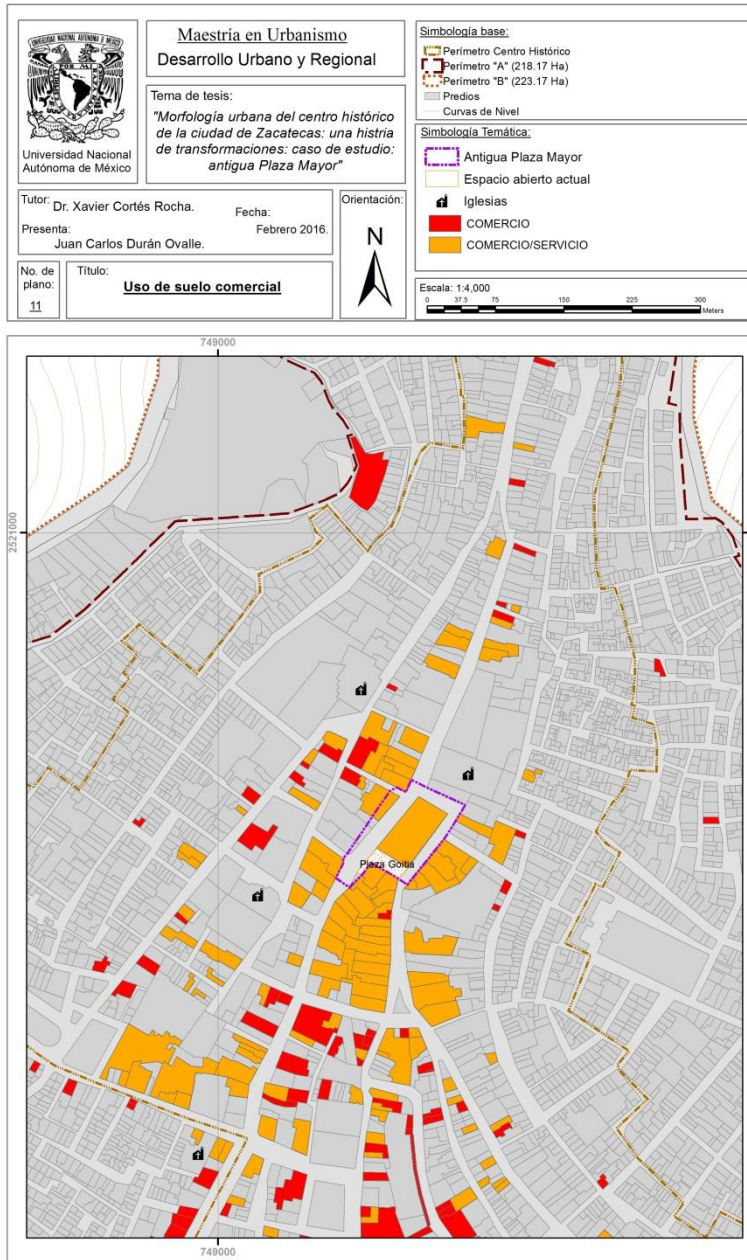 UNIVERSIDAD NACIONAL AUTONOMA DE MEXICO
Universidad Nacional
Autónoma de México
Maestría en Urbanismo
Desarrollo Urbano y Regional
Tema de tesis:
"Morfología urbana del centro histórico
de la ciudad de Zacatecas: una histria
de transformaciones: caso de estudio:
antigua Plaza Mayor"
Tutor: Dr. Xavier Cortés Rocha.
Fecha:
Febrero 2016.
Presenta:
Juan Carlos Durán Ovalle.
Orientación:
N
No. de
plano:
11
Título:
Uso de suelo comercial
Simbología base:
Perímetro Centro Histórico
Perímetro "A" (218.17 Ha)
Perímetro "B" (223.17 Ha)
Predios
Curvas de Nivel
Simbología Temática:
Antigua Plaza Mayor
Espacio abierto actual
Iglesias
COMERCIO
COMERCIO/SERVICIO
Escala: 1:4,000
0 37.5 75 150 225 300
Meters
749000
2521000
Plaza Goitia
749000